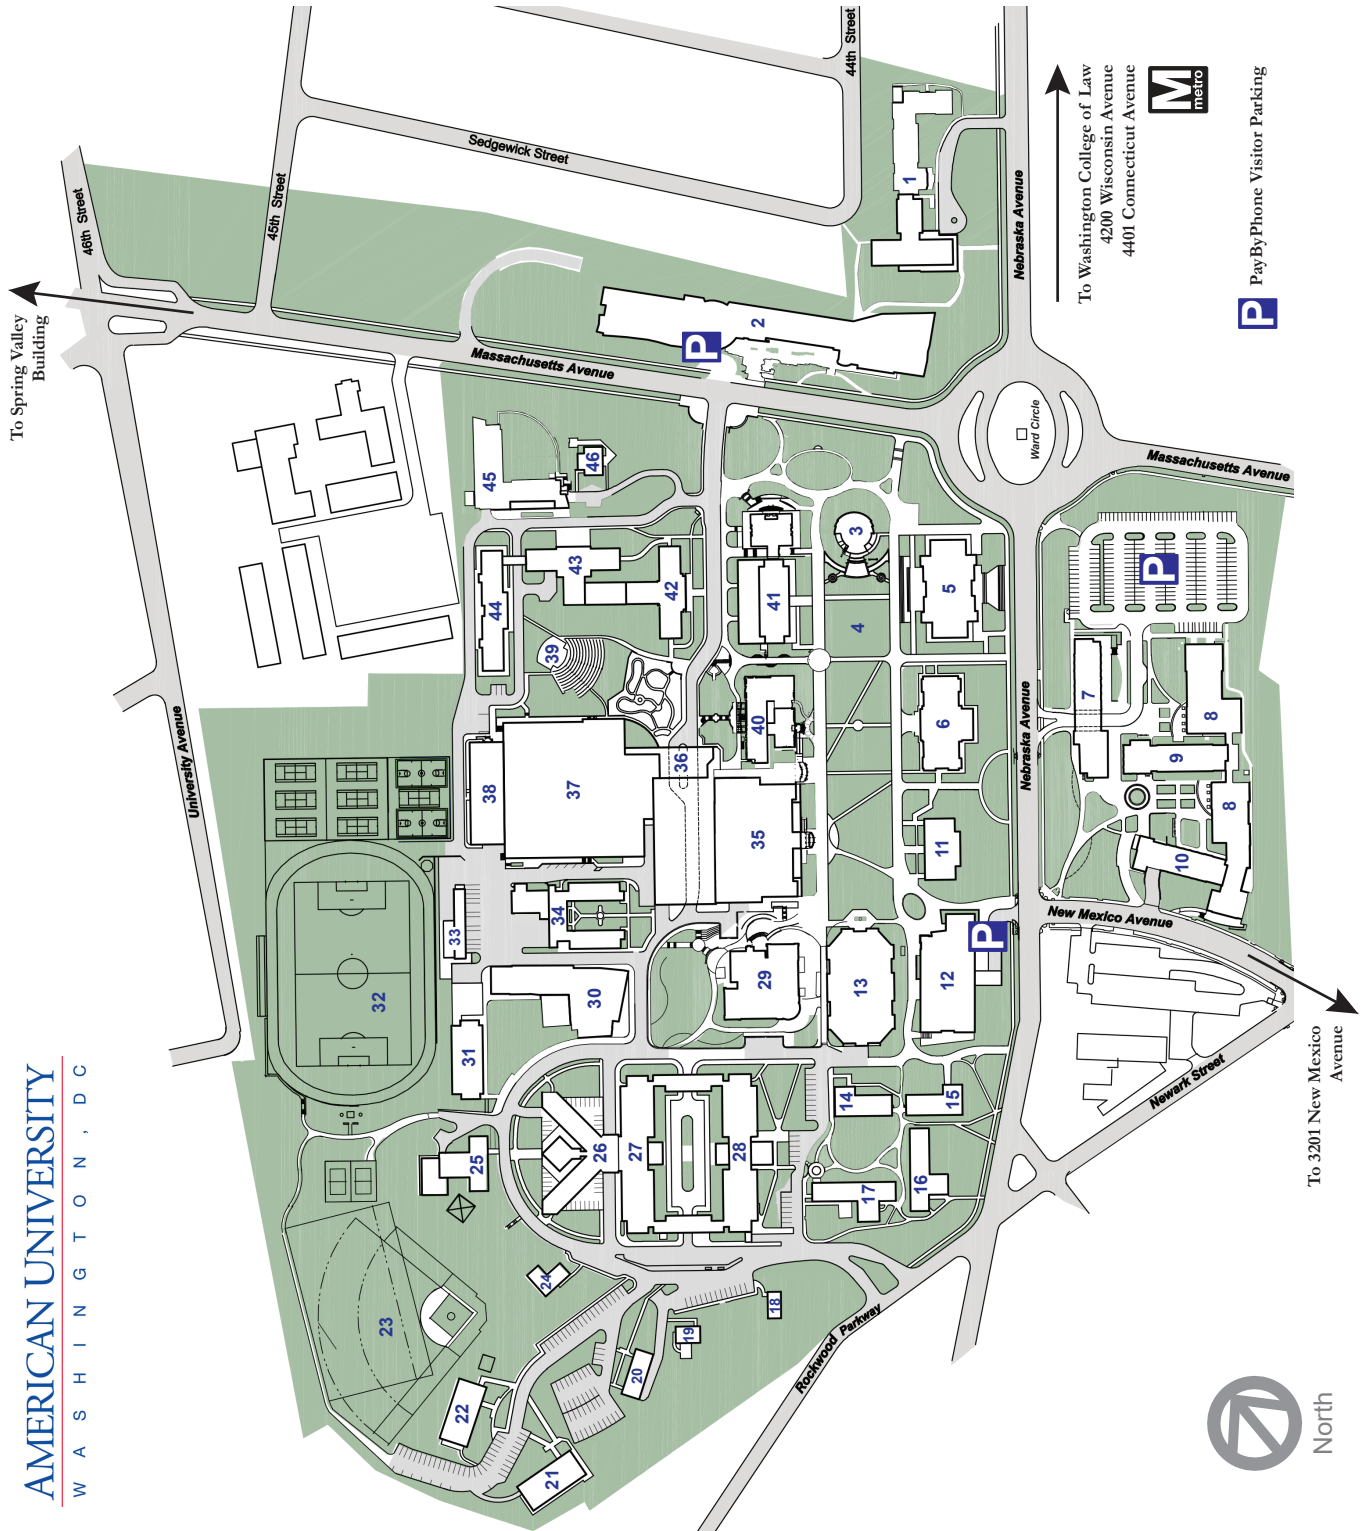 AMERICAN UNIVERSITY
WASHINGTON, DC
To Spring Valley
Building
46th Street
45th Street
44th Street
Sedgewick Street
Massachusetts Avenue
Nebraska Avenue
To Washington College of Law
4200 Wisconsin Avenue
4401 Connecticut Avenue
M
metro
P
PayByPhone Visitor Parking
P
Ward Circle
Massachusetts Avenue
P
University Avenue
Nebraska Avenue
New Mexico Avenue
P
Newark Street
To 3201 New Mexico
Avenue
Rockwood Parkway
North
1
2
3
4
5
6
7
8
8
9
10
11
12
13
14
15
16
17
18
19
20
21
22
23
24
25
26
27
28
29
30
31
32
33
34
35
36
37
38
39
40
41
42
43
44
45
46